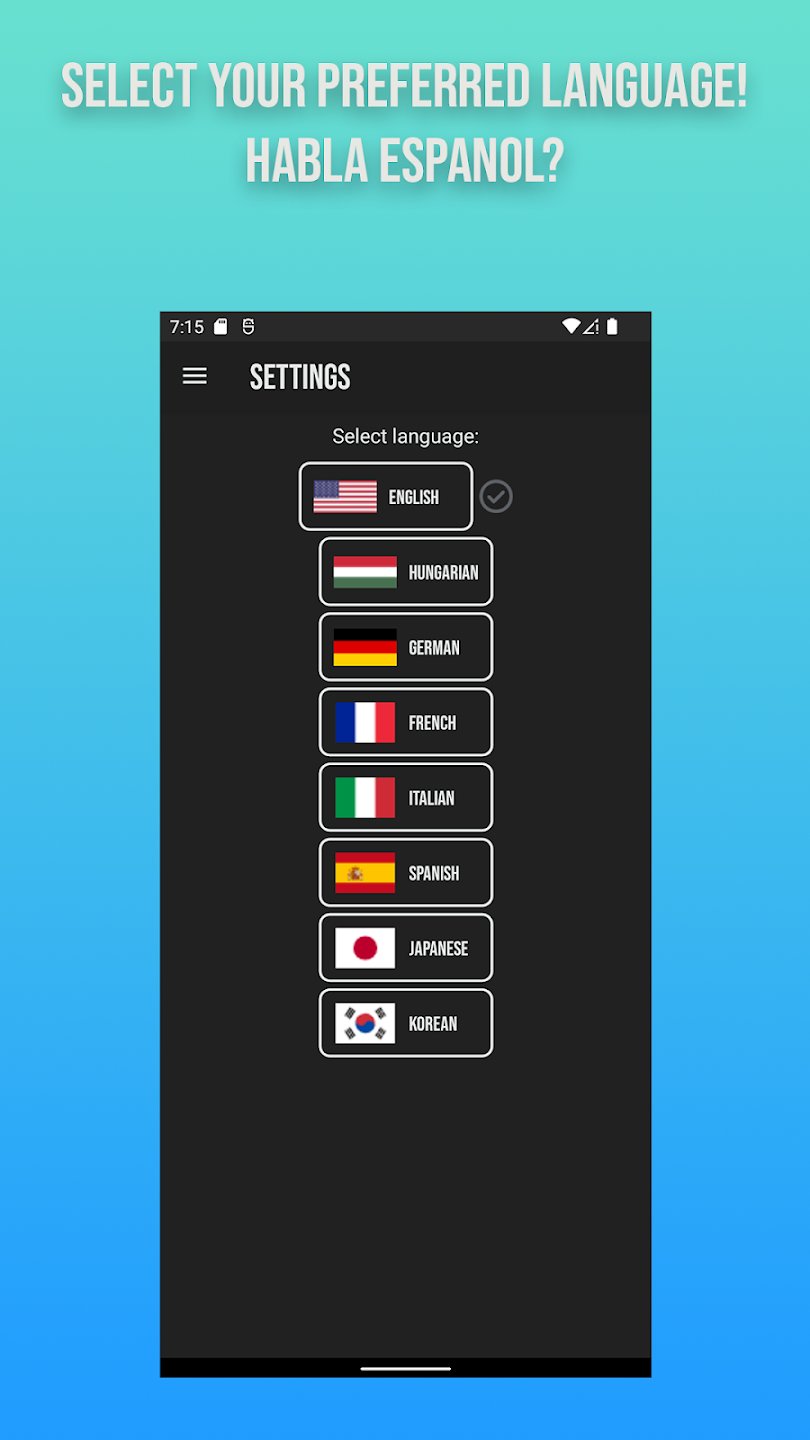 SELECT YOUR PREFERRED LANGUAGE!
HABLA ESPANOL?
7:15
SETTINGS
Select language:
ENGLISH
HUNGARIAN
GERMAN
FRENCH
ITALIAN
SPANISH
JAPANESE
KOREAN